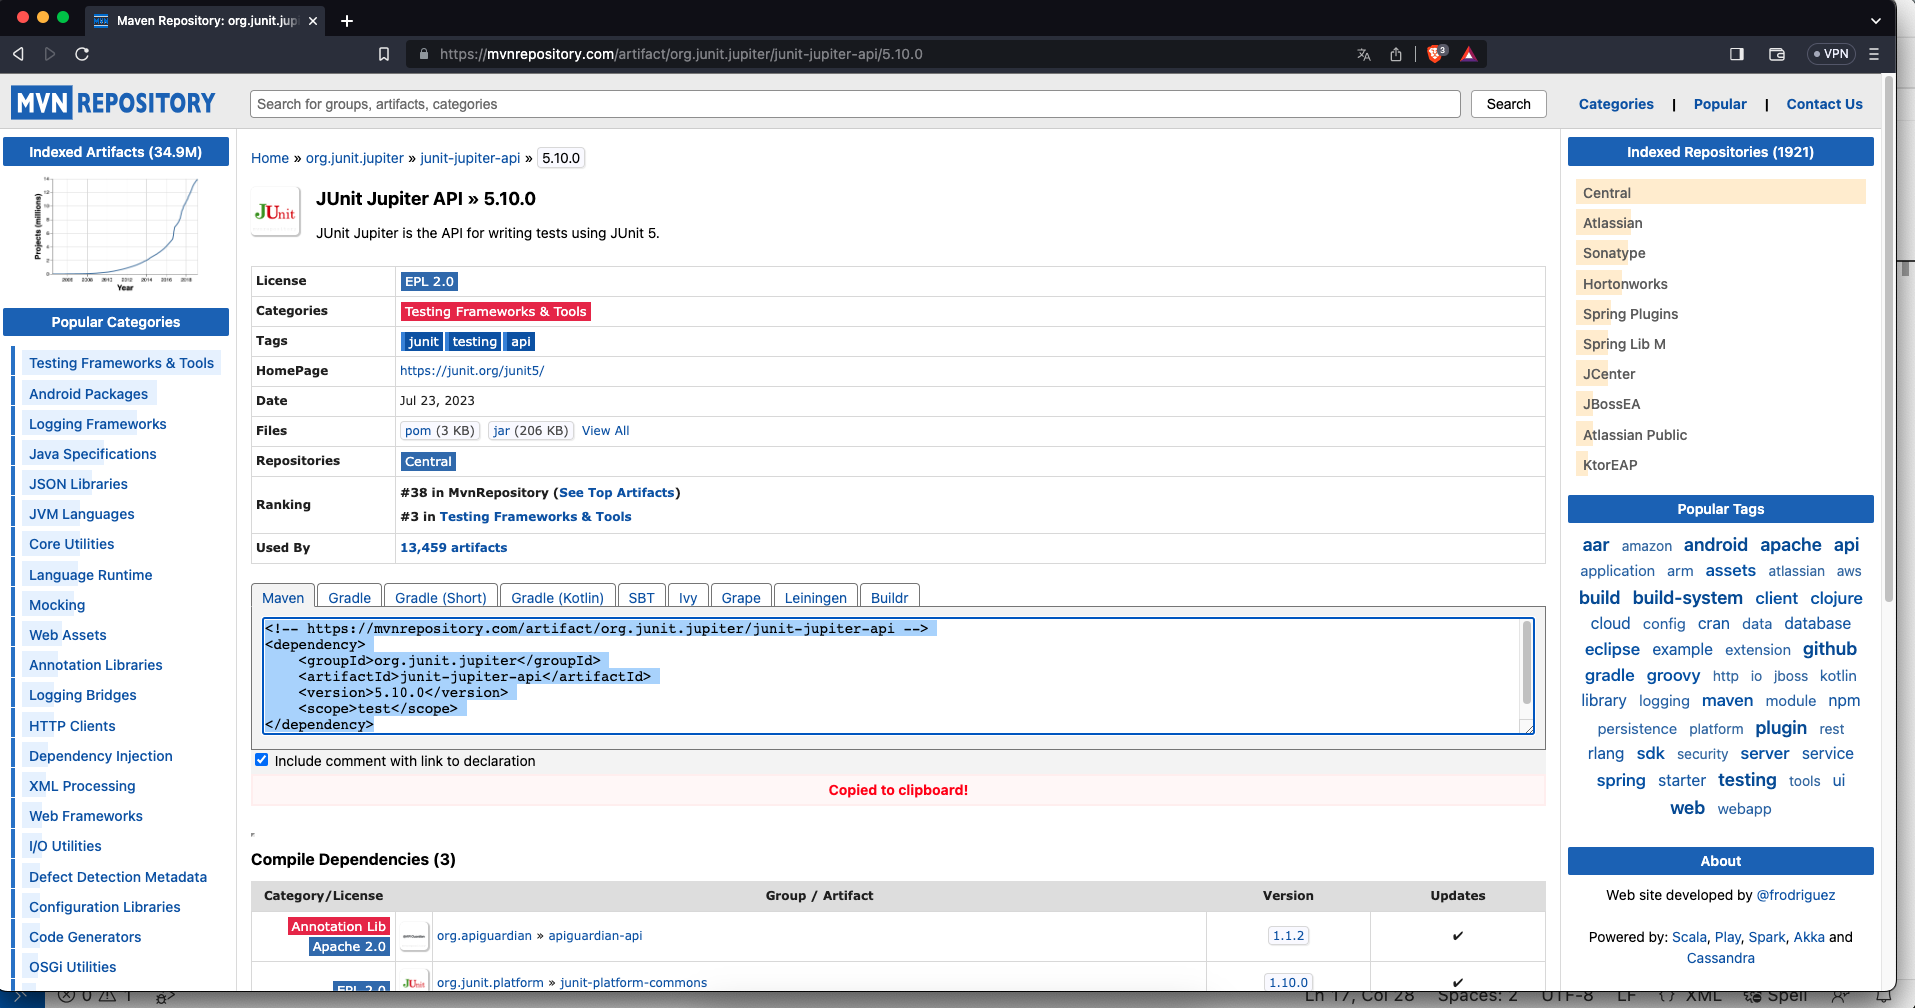 Maven Repository: org.junit.jup
https://mvnrepository.com/artifact/org.junit.jupiter/junit-jupiter-api/5.10.0
3
VPN
MVN REPOSITORY
Search for groups, artifacts, categories
Search
Categories | Popular | Contact Us
Indexed Artifacts (34.9M)
Projects (millions)
Year
Popular Categories
Testing Frameworks & Tools
Android Packages
Logging Frameworks
Java Specifications
JSON Libraries
JVM Languages
Core Utilities
Language Runtime
Mocking
Web Assets
Annotation Libraries
Logging Bridges
HTTP Clients
Dependency Injection
XML Processing
Web Frameworks
I/O Utilities
Defect Detection Metadata
Configuration Libraries
Code Generators
OSGi Utilities
Home » org.junit.jupiter » junit-jupiter-api » 5.10.0
JUnit
JUnit Jupiter API » 5.10.0
JUnit Jupiter is the API for writing tests using JUnit 5.
License EPL 2.0
Categories Testing Frameworks & Tools
Tags junit testing api
HomePage https://junit.org/junit5/
Date Jul 23, 2023
Files pom (3 KB) jar (206 KB) View All
Repositories Central
Ranking #38 in MvnRepository (See Top Artifacts)
#3 in Testing Frameworks & Tools
Used By 13,459 artifacts
Maven Gradle Gradle (Short) Gradle (Kotlin) SBT Ivy Grape Leiningen Buildr
<!-- https://mvnrepository.com/artifact/org.junit.jupiter/junit-jupiter-api -->
<dependency>
    <groupId>org.junit.jupiter</groupId>
    <artifactId>junit-jupiter-api</artifactId>
    <version>5.10.0</version>
    <scope>test</scope>
</dependency>
Include comment with link to declaration
Copied to clipboard!
Compile Dependencies (3)
Category/License Group / Artifact Version Updates
Annotation Lib
Apache 2.0
org.apiguardian » apiguardian-api 1.1.2 ✔
EPL 2.0 JUnit org.junit.platform » junit-platform-commons 1.10.0 ✔
Indexed Repositories (1921)
Central
Atlassian
Sonatype
Hortonworks
Spring Plugins
Spring Lib M
JCenter
JBossEA
Atlassian Public
KtorEAP
Popular Tags
aar amazon android apache api
application arm assets atlassian aws
build build-system client clojure
cloud config cran data database
eclipse example extension github
gradle groovy http io jboss kotlin
library logging maven module npm
persistence platform plugin rest
rlang sdk security server service
spring starter testing tools ui
web webapp
About
Web site developed by @frodriguez
Powered by: Scala, Play, Spark, Akka and
Cassandra
0 1 Ln 17, Col 28 Spaces: 2 UTF-8 LF {} XML Spell